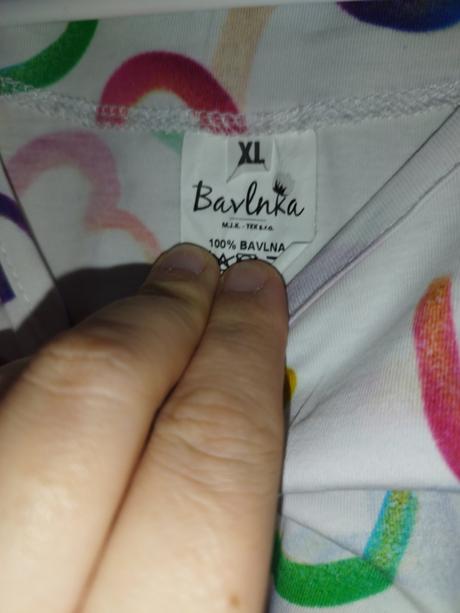 XL
Bavlnka
M.J.K. - TEX s.r.o.
100% BAVLNA